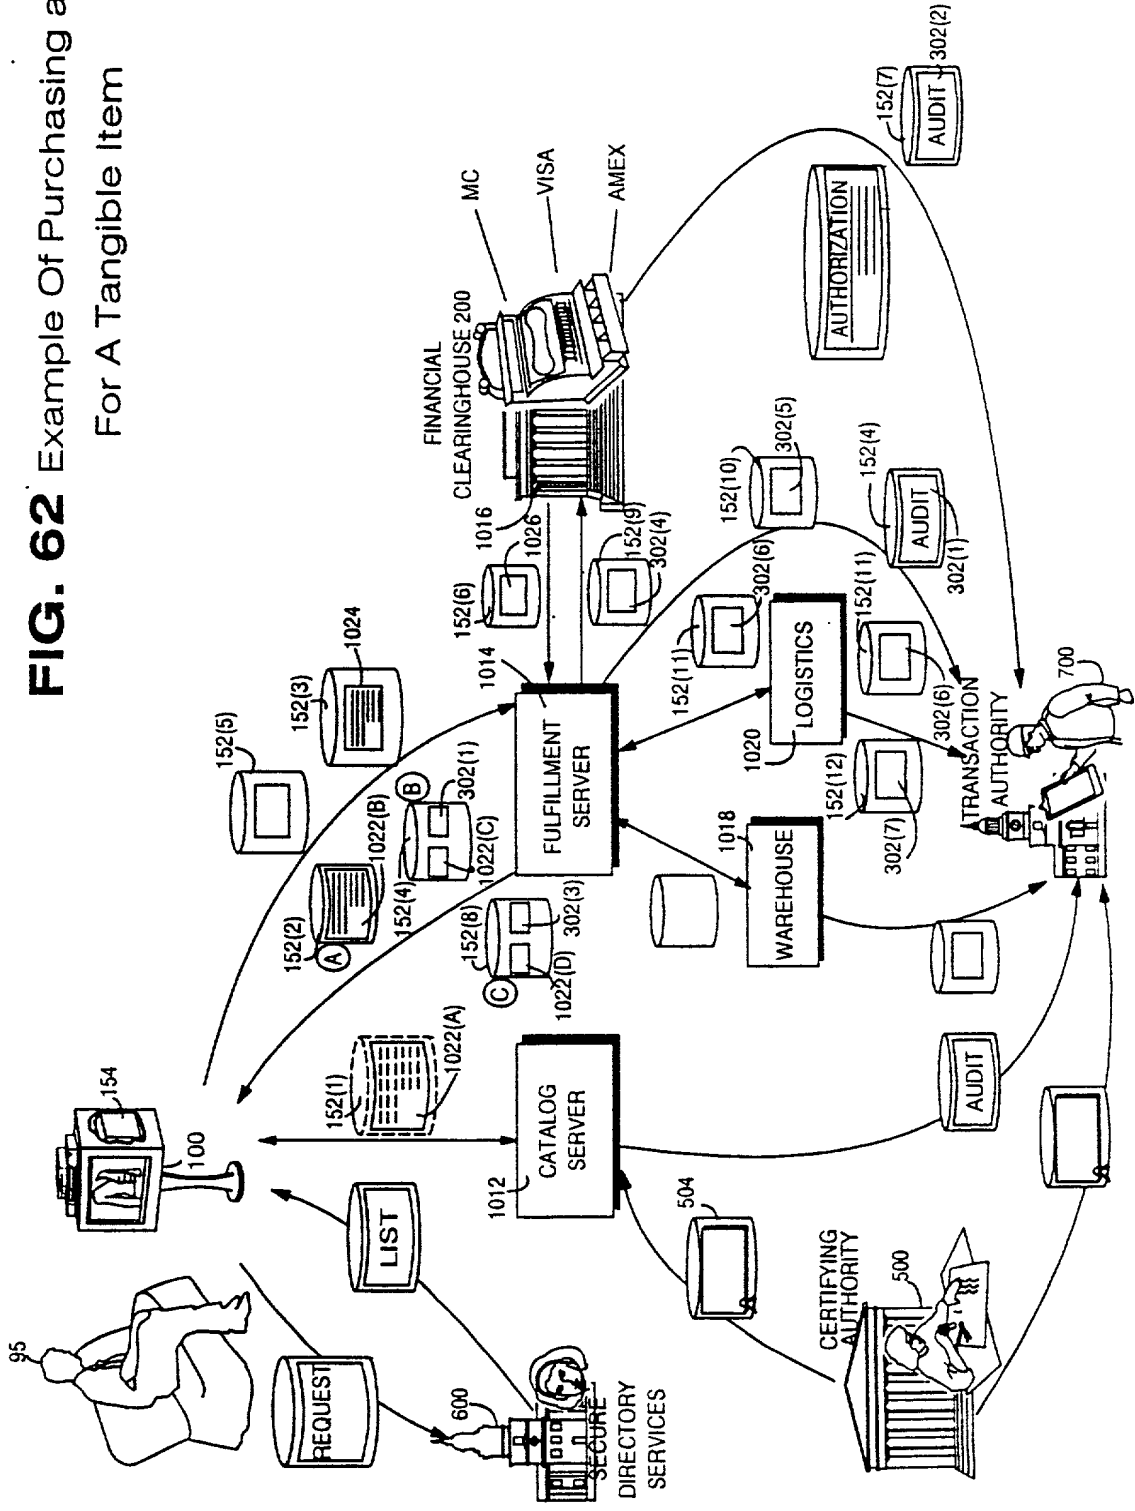 FIG. 62 Example Of Purchasing a
For A Tangible Item
95
REQUEST
600
SECURE
DIRECTORY
SERVICES
LIST
154
100
152(1)
1022(A)
CATALOG
SERVER
1012
504
CERTIFYING
AUTHORITY
500
152(5)
152(3)
1024
152(2)
A
1022(B)
152(4)
B
302(1)
1022(C)
152(8)
C
302(3)
1022(D)
FULFILLMENT
SERVER
1014
152(6)
1026
1016
FINANCIAL
CLEARINGHOUSE 200
MC
VISA
AMEX
152(9)
302(4)
152(10)
302(5)
152(11)
302(6)
LOGISTICS
1020
WAREHOUSE
1018
152(4)
AUDIT
302(1)
152(11)
302(6)
152(12)
302(7)
TRANSACTION
AUTHORITY
700
AUDIT
AUTHORIZATION
152(7)
AUDIT
302(2)